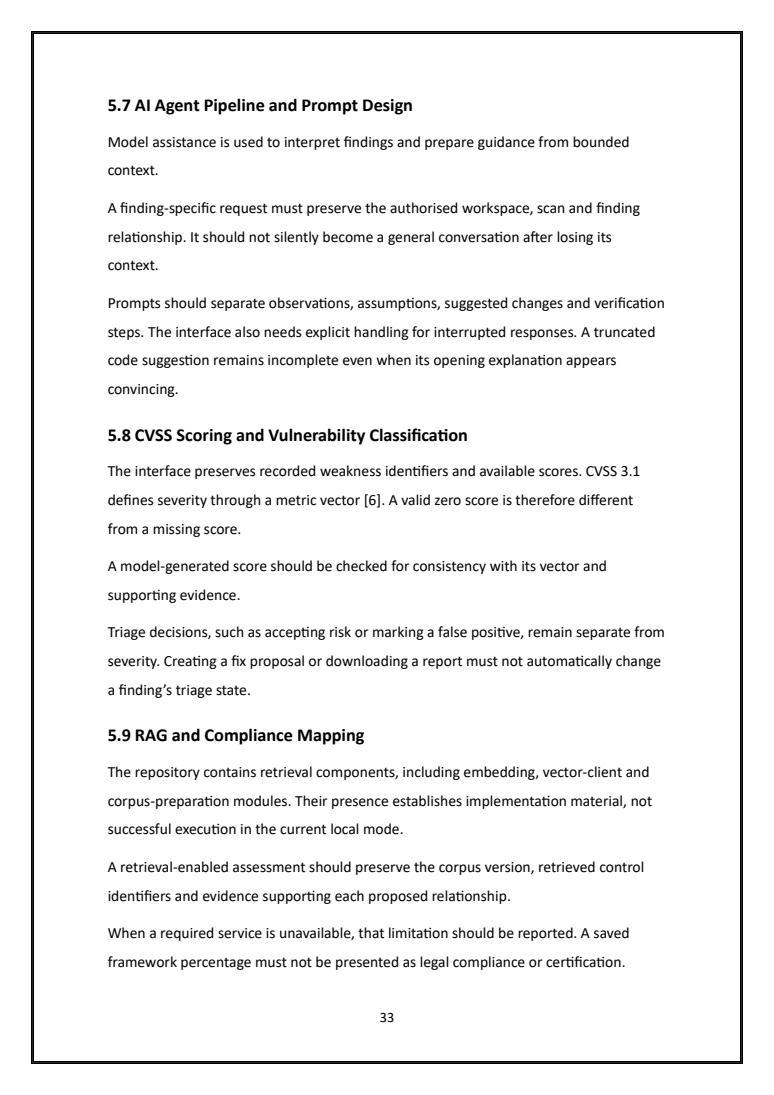 5.7 AI Agent Pipeline and Prompt Design
Model assistance is used to interpret findings and prepare guidance from bounded
context.
A finding-specific request must preserve the authorised workspace, scan and finding
relationship. It should not silently become a general conversation after losing its
context.
Prompts should separate observations, assumptions, suggested changes and verification
steps. The interface also needs explicit handling for interrupted responses. A truncated
code suggestion remains incomplete even when its opening explanation appears
convincing.
5.8 CVSS Scoring and Vulnerability Classification
The interface preserves recorded weakness identifiers and available scores. CVSS 3.1
defines severity through a metric vector [6]. A valid zero score is therefore different
from a missing score.
A model-generated score should be checked for consistency with its vector and
supporting evidence.
Triage decisions, such as accepting risk or marking a false positive, remain separate from
severity. Creating a fix proposal or downloading a report must not automatically change
a finding’s triage state.
5.9 RAG and Compliance Mapping
The repository contains retrieval components, including embedding, vector-client and
corpus-preparation modules. Their presence establishes implementation material, not
successful execution in the current local mode.
A retrieval-enabled assessment should preserve the corpus version, retrieved control
identifiers and evidence supporting each proposed relationship.
When a required service is unavailable, that limitation should be reported. A saved
framework percentage must not be presented as legal compliance or certification.
33